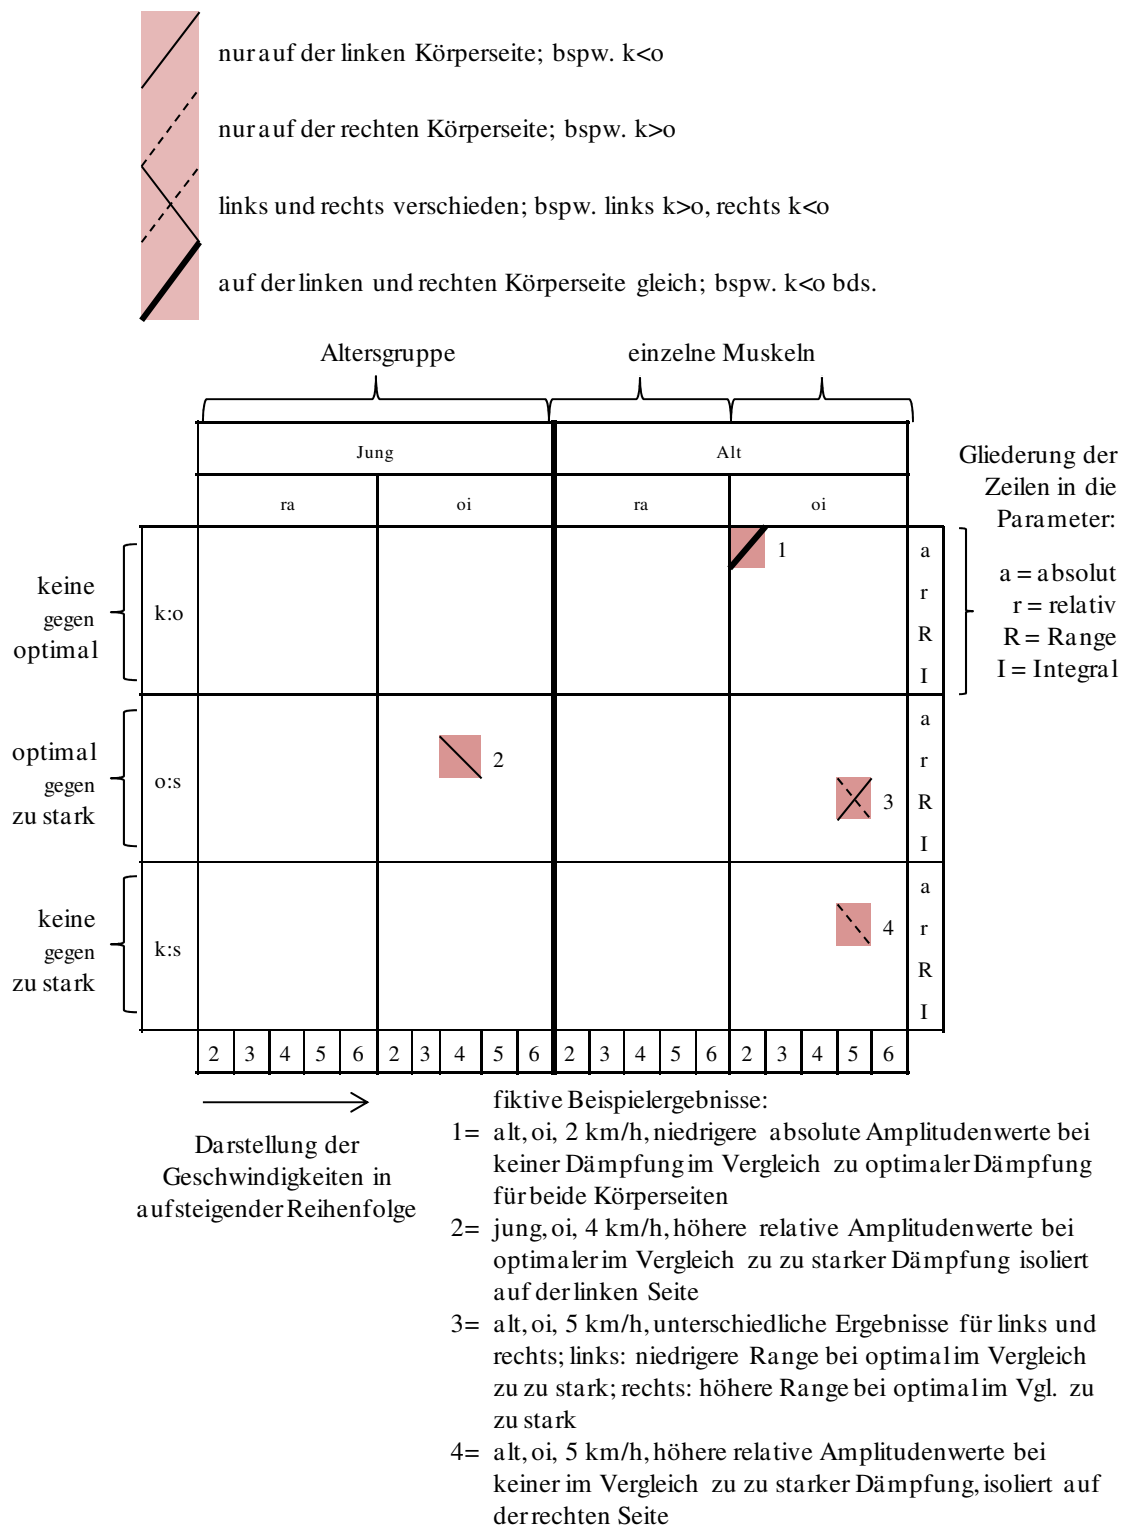 nur auf der linken Körperseite; bspw. k<o
nur auf der rechten Körperseite; bspw. k>o
links und rechts verschieden; bspw. links k>o, rechts k<o
auf der linken und rechten Körperseite gleich; bspw. k<o bds.
Altersgruppe einzelne Muskeln
Jung Alt
ra oi ra oi
Gliederung der
Zeilen in die
Parameter:
a = absolut
r = relativ
R = Range
I = Integral
keine
gegen
optimal
k:o
1
a
r
R
I
optimal
gegen
zu stark
o:s
2
3
a
r
R
I
keine
gegen
zu stark
k:s
4
a
r
R
I
2 3 4 5 6 2 3 4 5 6 2 3 4 5 6 2 3 4 5 6
Darstellung der
Geschwindigkeiten in
aufsteigender Reihenfolge
fiktive Beispielergebnisse:
1= alt, oi, 2 km/h, niedrigere absolute Amplitudenwerte bei
keiner Dämpfung im Vergleich zu optimaler Dämpfung
für beide Körperseiten
2= jung, oi, 4 km/h, höhere relative Amplitudenwerte bei
optimaler im Vergleich zu zu starker Dämpfung isoliert
auf der linken Seite
3= alt, oi, 5 km/h, unterschiedliche Ergebnisse für links und
rechts; links: niedrigere Range bei optimal im Vergleich
zu zu stark; rechts: höhere Range bei optimal im Vgl. zu
zu stark
4= alt, oi, 5 km/h, höhere relative Amplitudenwerte bei
keiner im Vergleich zu zu starker Dämpfung, isoliert auf
der rechten Seite